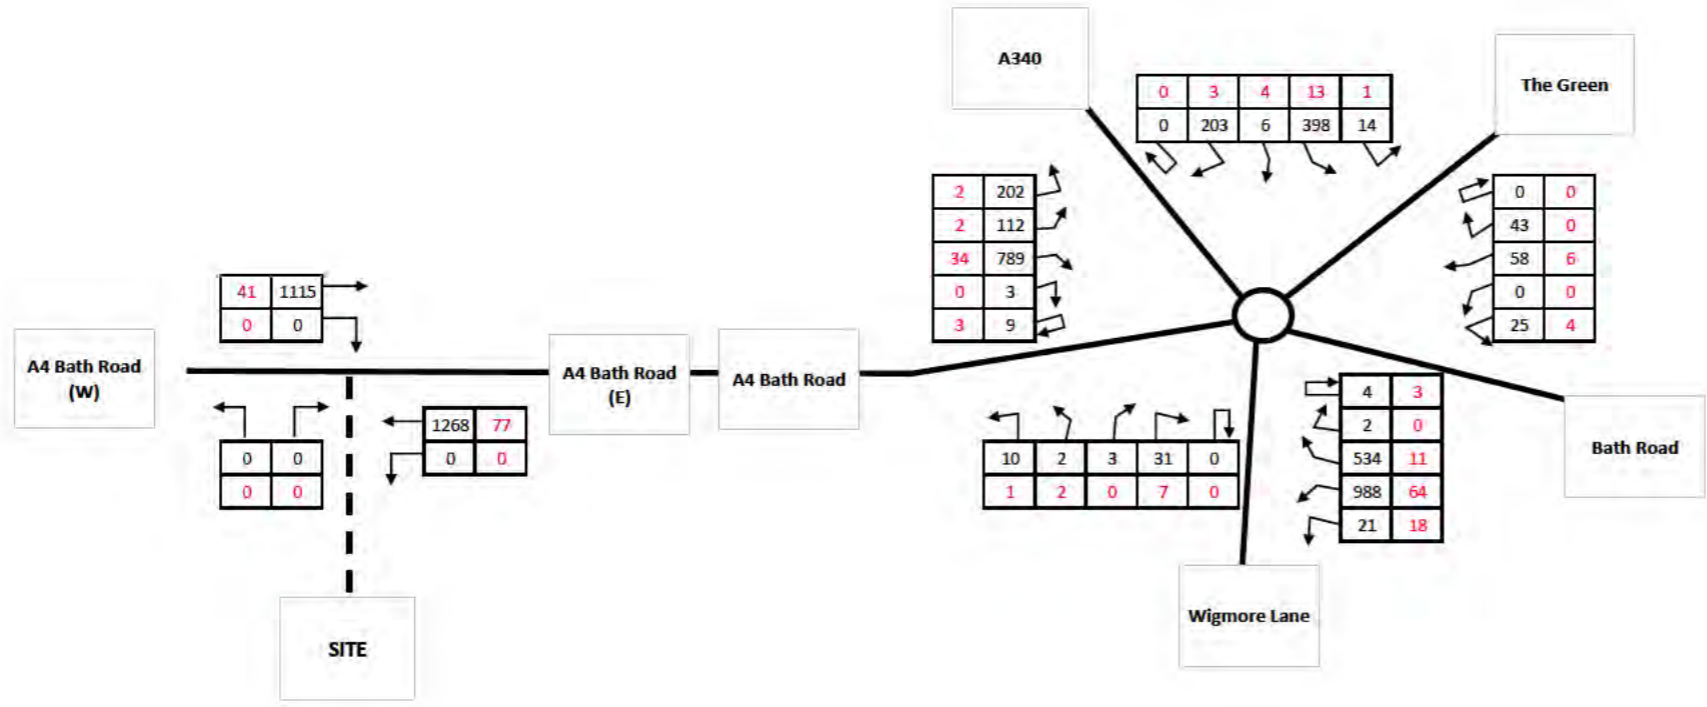 A340
The Green
0 3 4 13 1
0 203 6 398 14
2 202
2 112
34 789
0 3
3 9
0 0
43 0
58 6
0 0
25 4
41 1115
0 0
A4 Bath Road
(W)
A4 Bath Road
(E)
A4 Bath Road
0 0
0 0
1268 77
0 0
10 2 3 31 0
1 2 0 7 0
4 3
2 0
534 11
988 64
21 18
Bath Road
Wigmore Lane
SITE